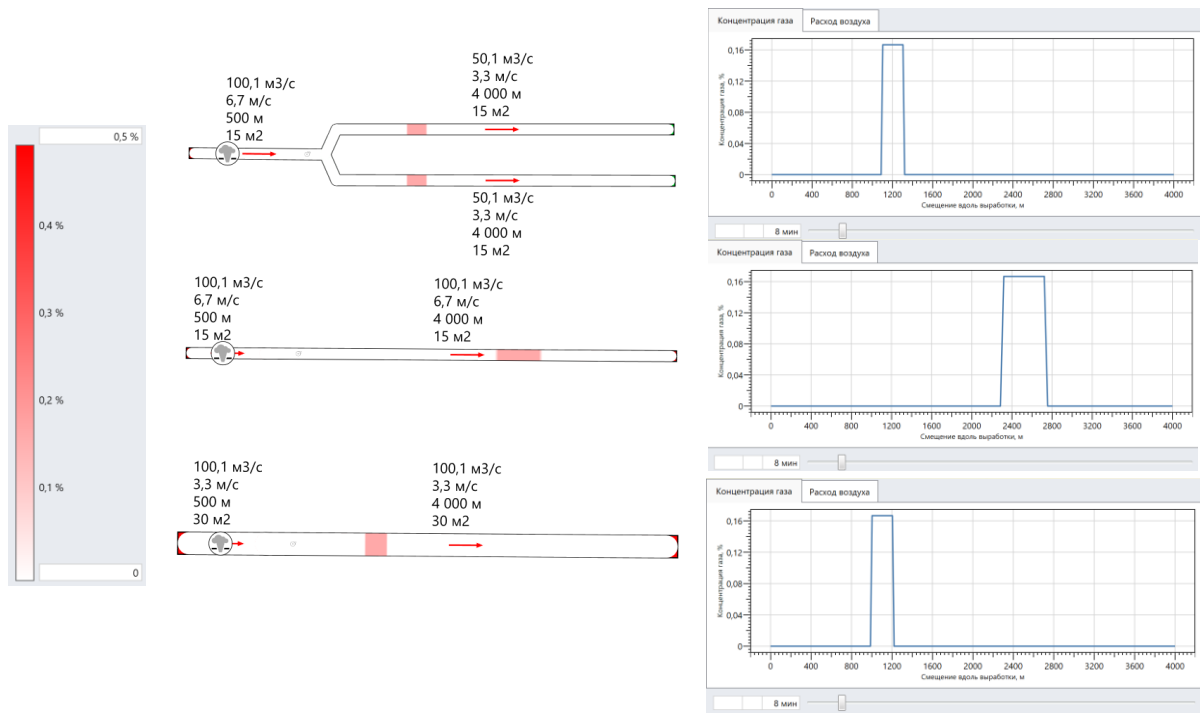 0,5 %
0,4 %
0,3 %
0,2 %
0,1 %
0
100,1 м3/с
6,7 м/с
500 м
15 м2
50,1 м3/с
3,3 м/с
4 000 м
15 м2
50,1 м3/с
3,3 м/с
4 000 м
15 м2
100,1 м3/с
6,7 м/с
500 м
15 м2
100,1 м3/с
6,7 м/с
4 000 м
15 м2
100,1 м3/с
3,3 м/с
500 м
30 м2
100,1 м3/с
3,3 м/с
4 000 м
30 м2
Концентрация газа Расход воздуха
Концентрация газа, %
0,16
0,12
0,08
0,04
0
0 400 800 1200 1600 2000 2400 2800 3200 3600 4000
Смещение вдоль выработки, м
8 мин
Концентрация газа Расход воздуха
Концентрация газа, %
0,16
0,12
0,08
0,04
0
0 400 800 1200 1600 2000 2400 2800 3200 3600 4000
Смещение вдоль выработки, м
8 мин
Концентрация газа Расход воздуха
Концентрация газа, %
0,16
0,12
0,08
0,04
0
0 400 800 1200 1600 2000 2400 2800 3200 3600 4000
Смещение вдоль выработки, м
8 мин